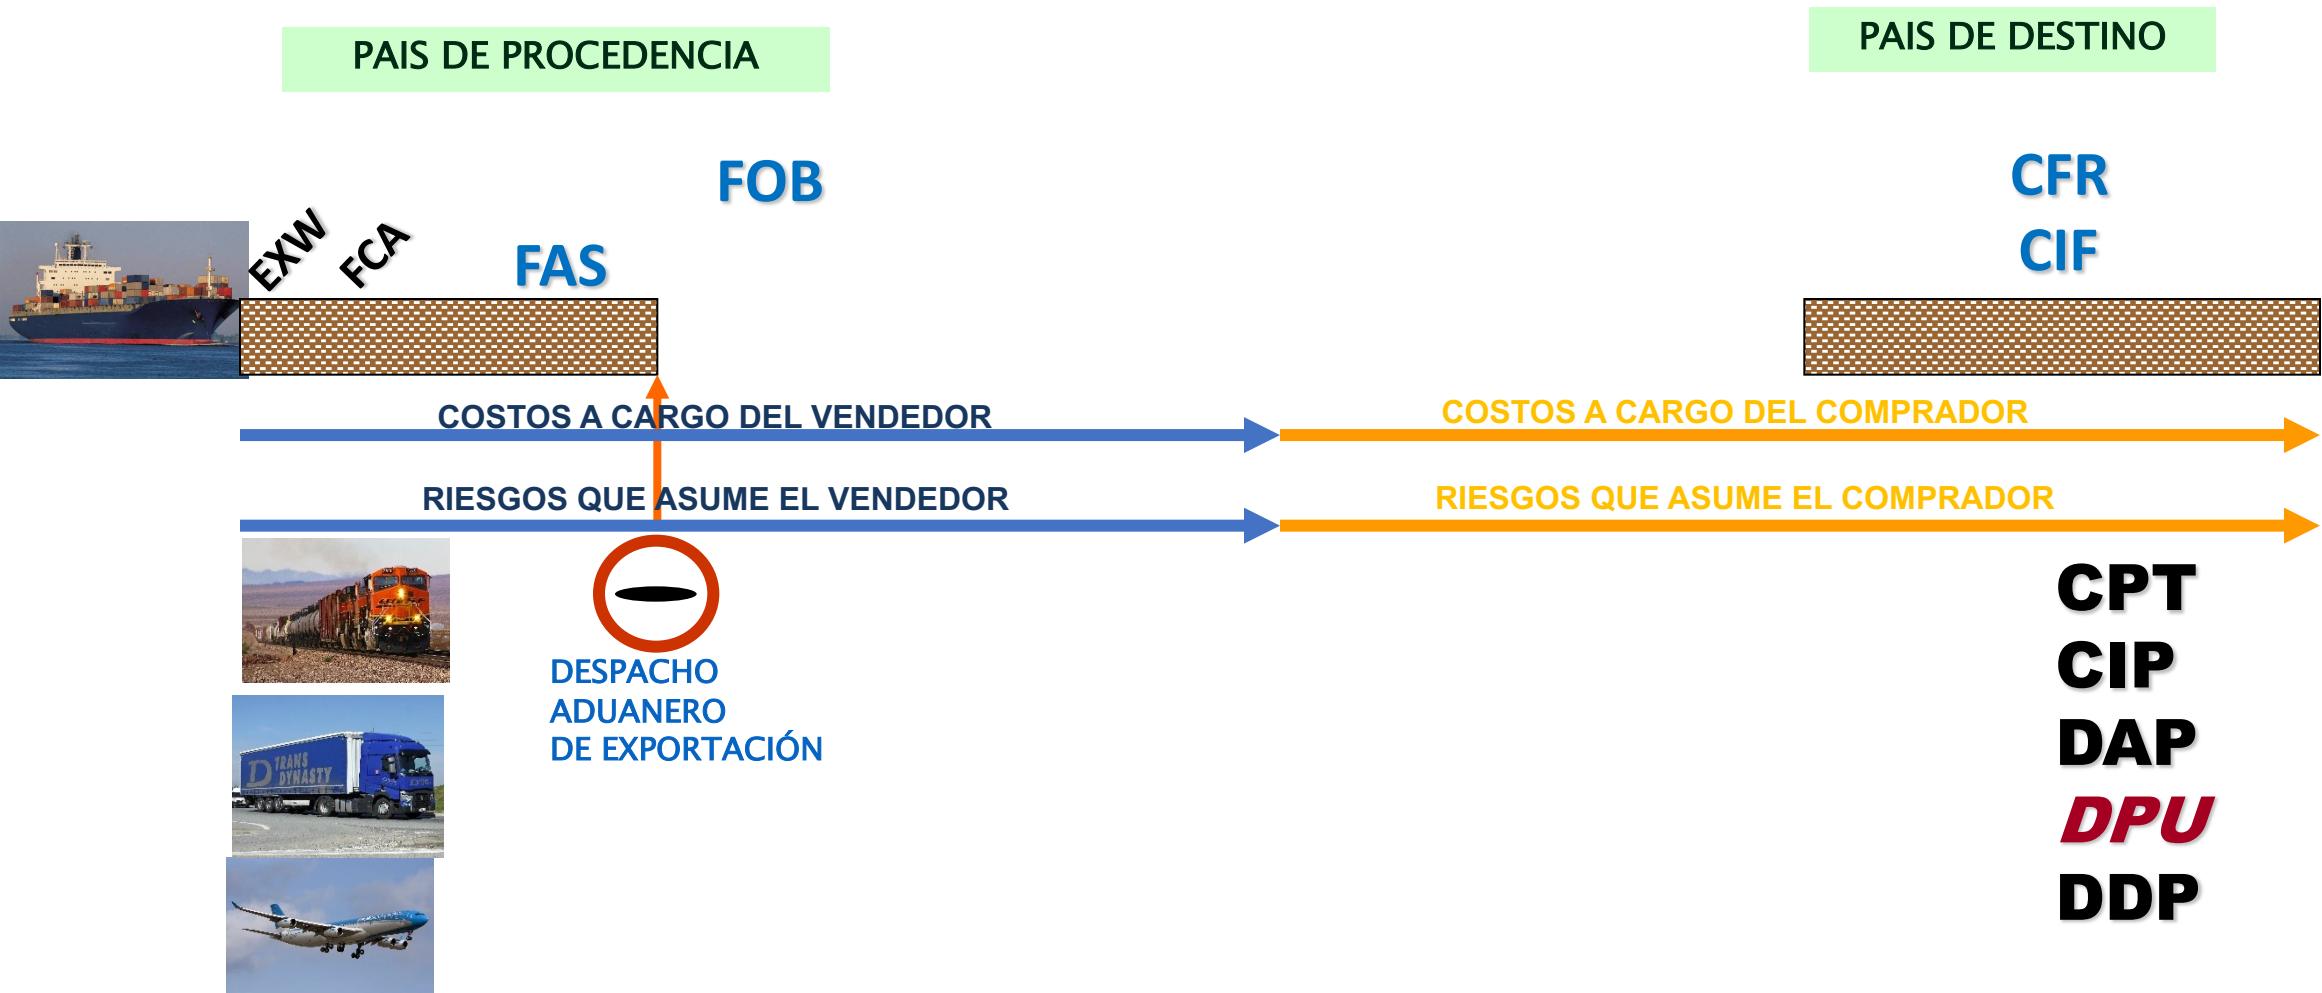 PAIS DE PROCEDENCIA
PAIS DE DESTINO
FOB
CFR
EXW
FCA
FAS
CIF
COSTOS A CARGO DEL VENDEDOR
COSTOS A CARGO DEL COMPRADOR
RIESGOS QUE ASUME EL VENDEDOR
RIESGOS QUE ASUME EL COMPRADOR
DESPACHO
ADUANERO
DE EXPORTACIÓN
TRANS
DYNASTY
CPT
CIP
DAP
DPU
DDP